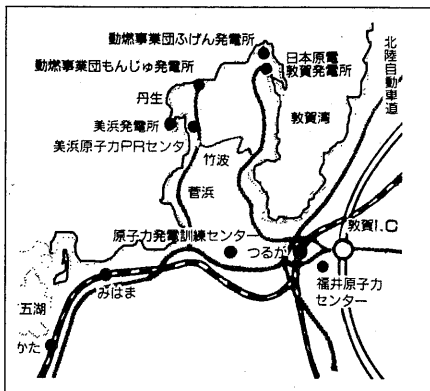 動燃事業団ふげん発電所
動燃事業団もんじゅ発電所
日本原電
敦賀発電所
北陸自動車道
丹生
美浜発電所
美浜原子力PRセンタ
敦賀湾
竹波
菅浜
敦賀I.C
原子力発電訓練センター
つるが
福井原子力
センター
みはま
五湖
かた